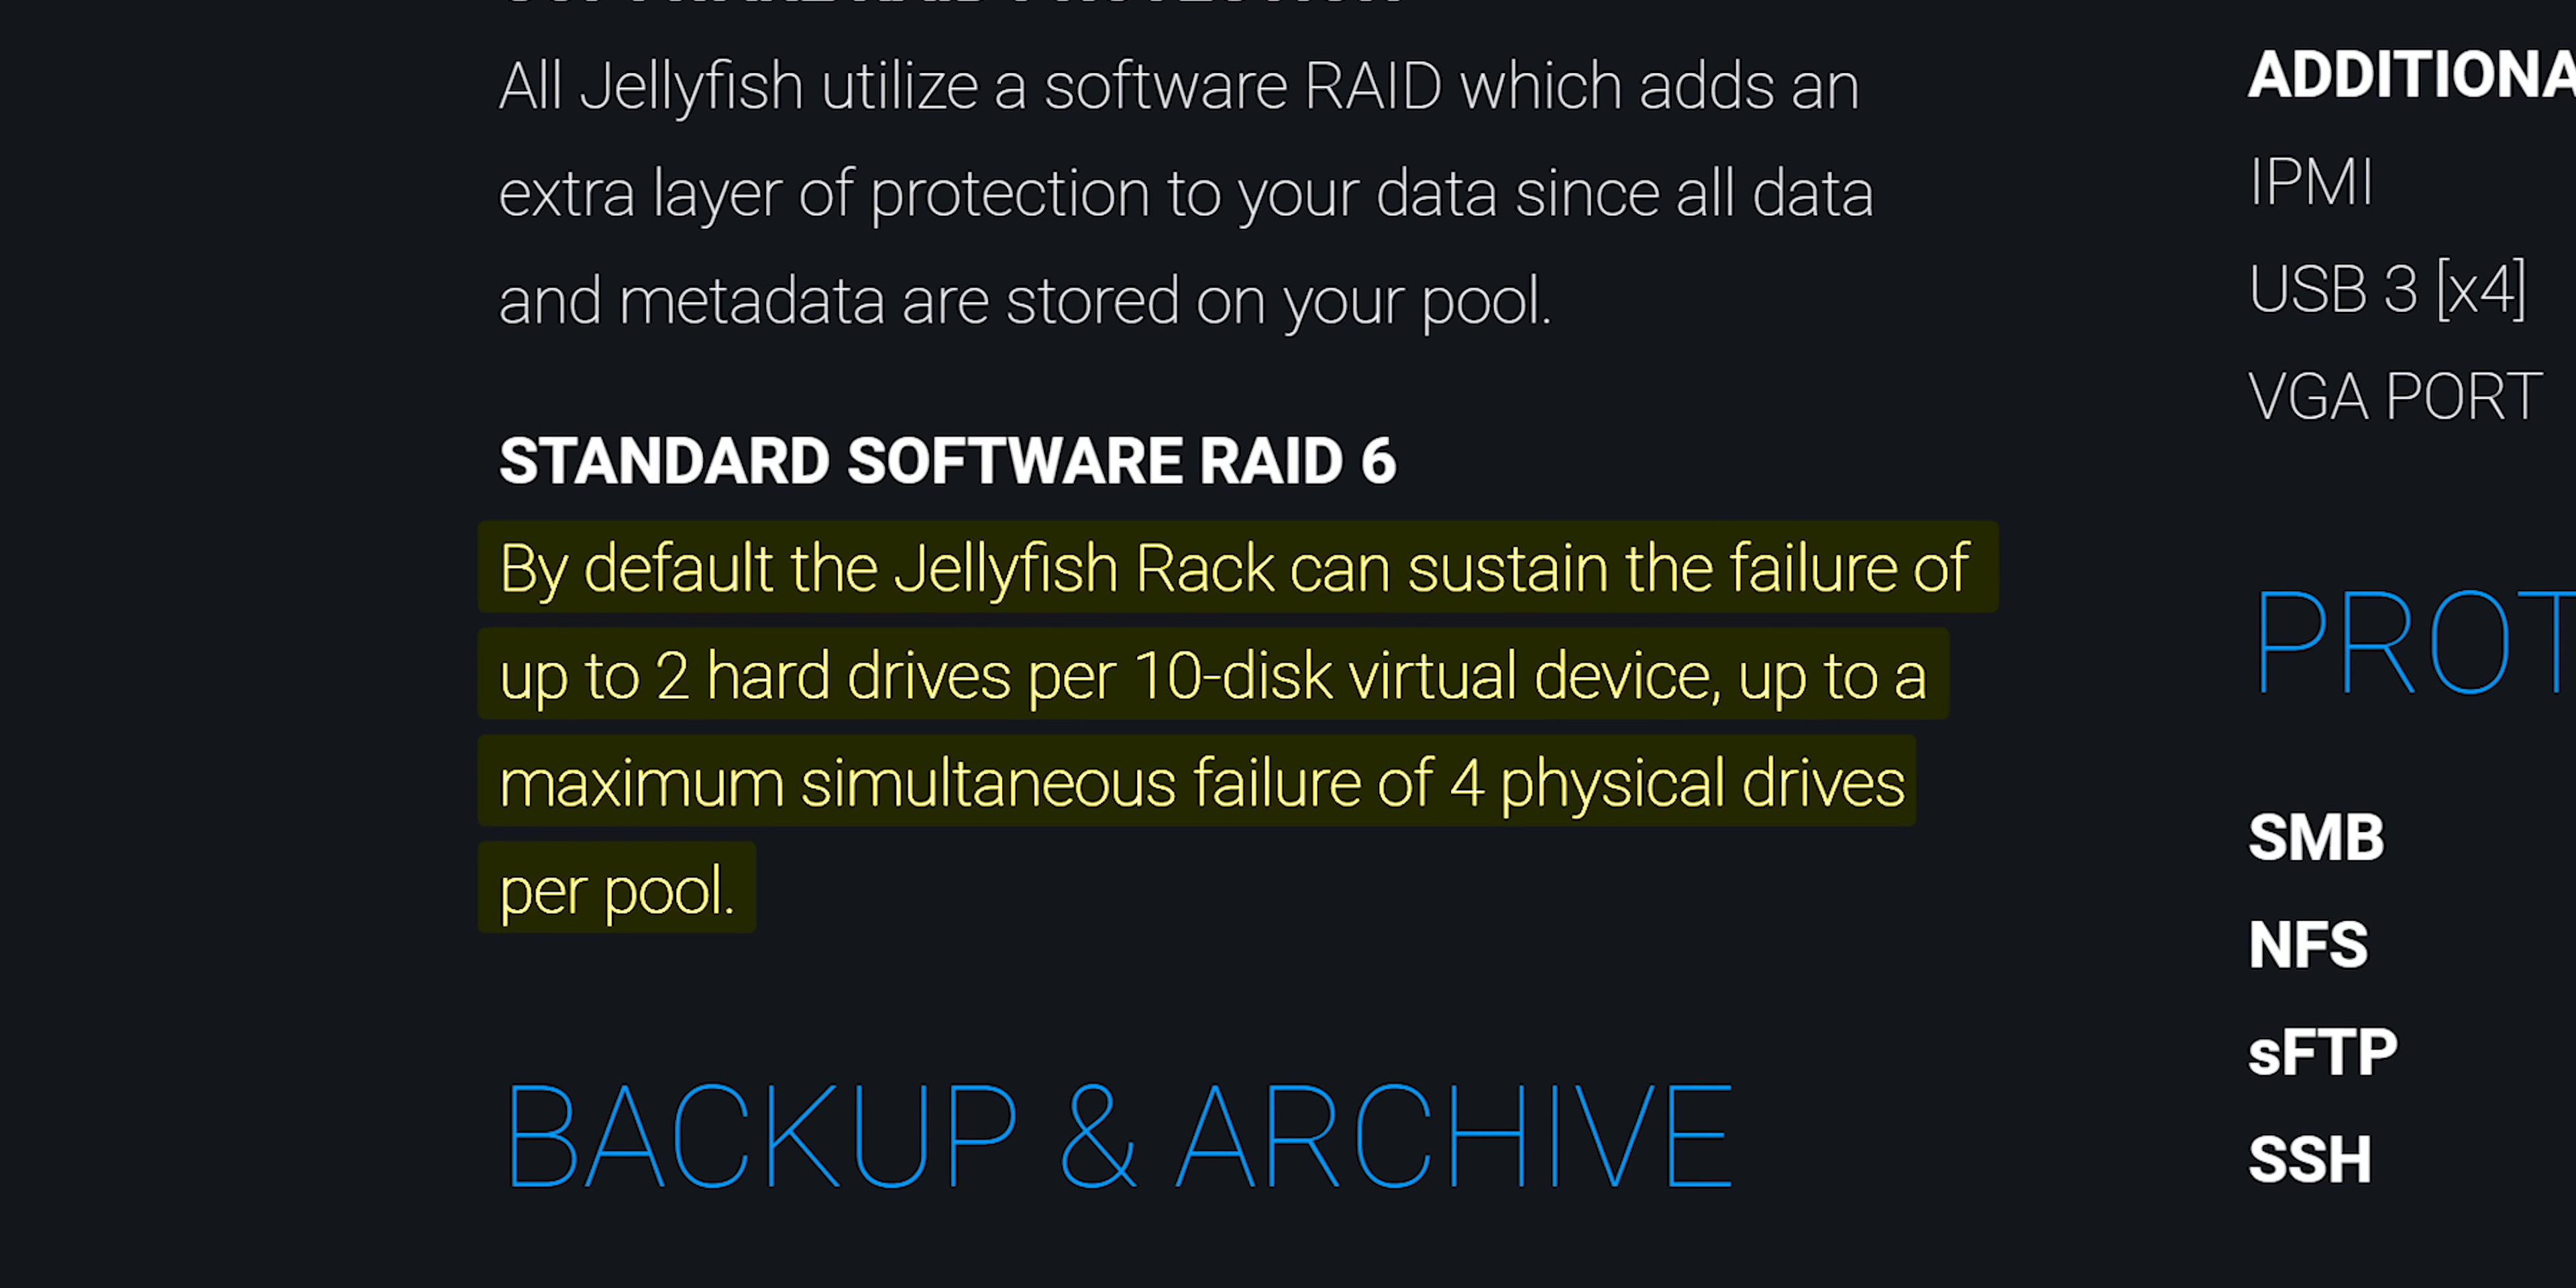 All Jellyfish utilize a software RAID which adds an
extra layer of protection to your data since all data
and metadata are stored on your pool.
STANDARD SOFTWARE RAID 6
By default the Jellyfish Rack can sustain the failure of
up to 2 hard drives per 10-disk virtual device, up to a
maximum simultaneous failure of 4 physical drives
per pool.
BACKUP & ARCHIVE
ADDITIONA
IPMI
USB 3 [x4]
VGA PORT
PROT
SMB
NFS
sFTP
SSH